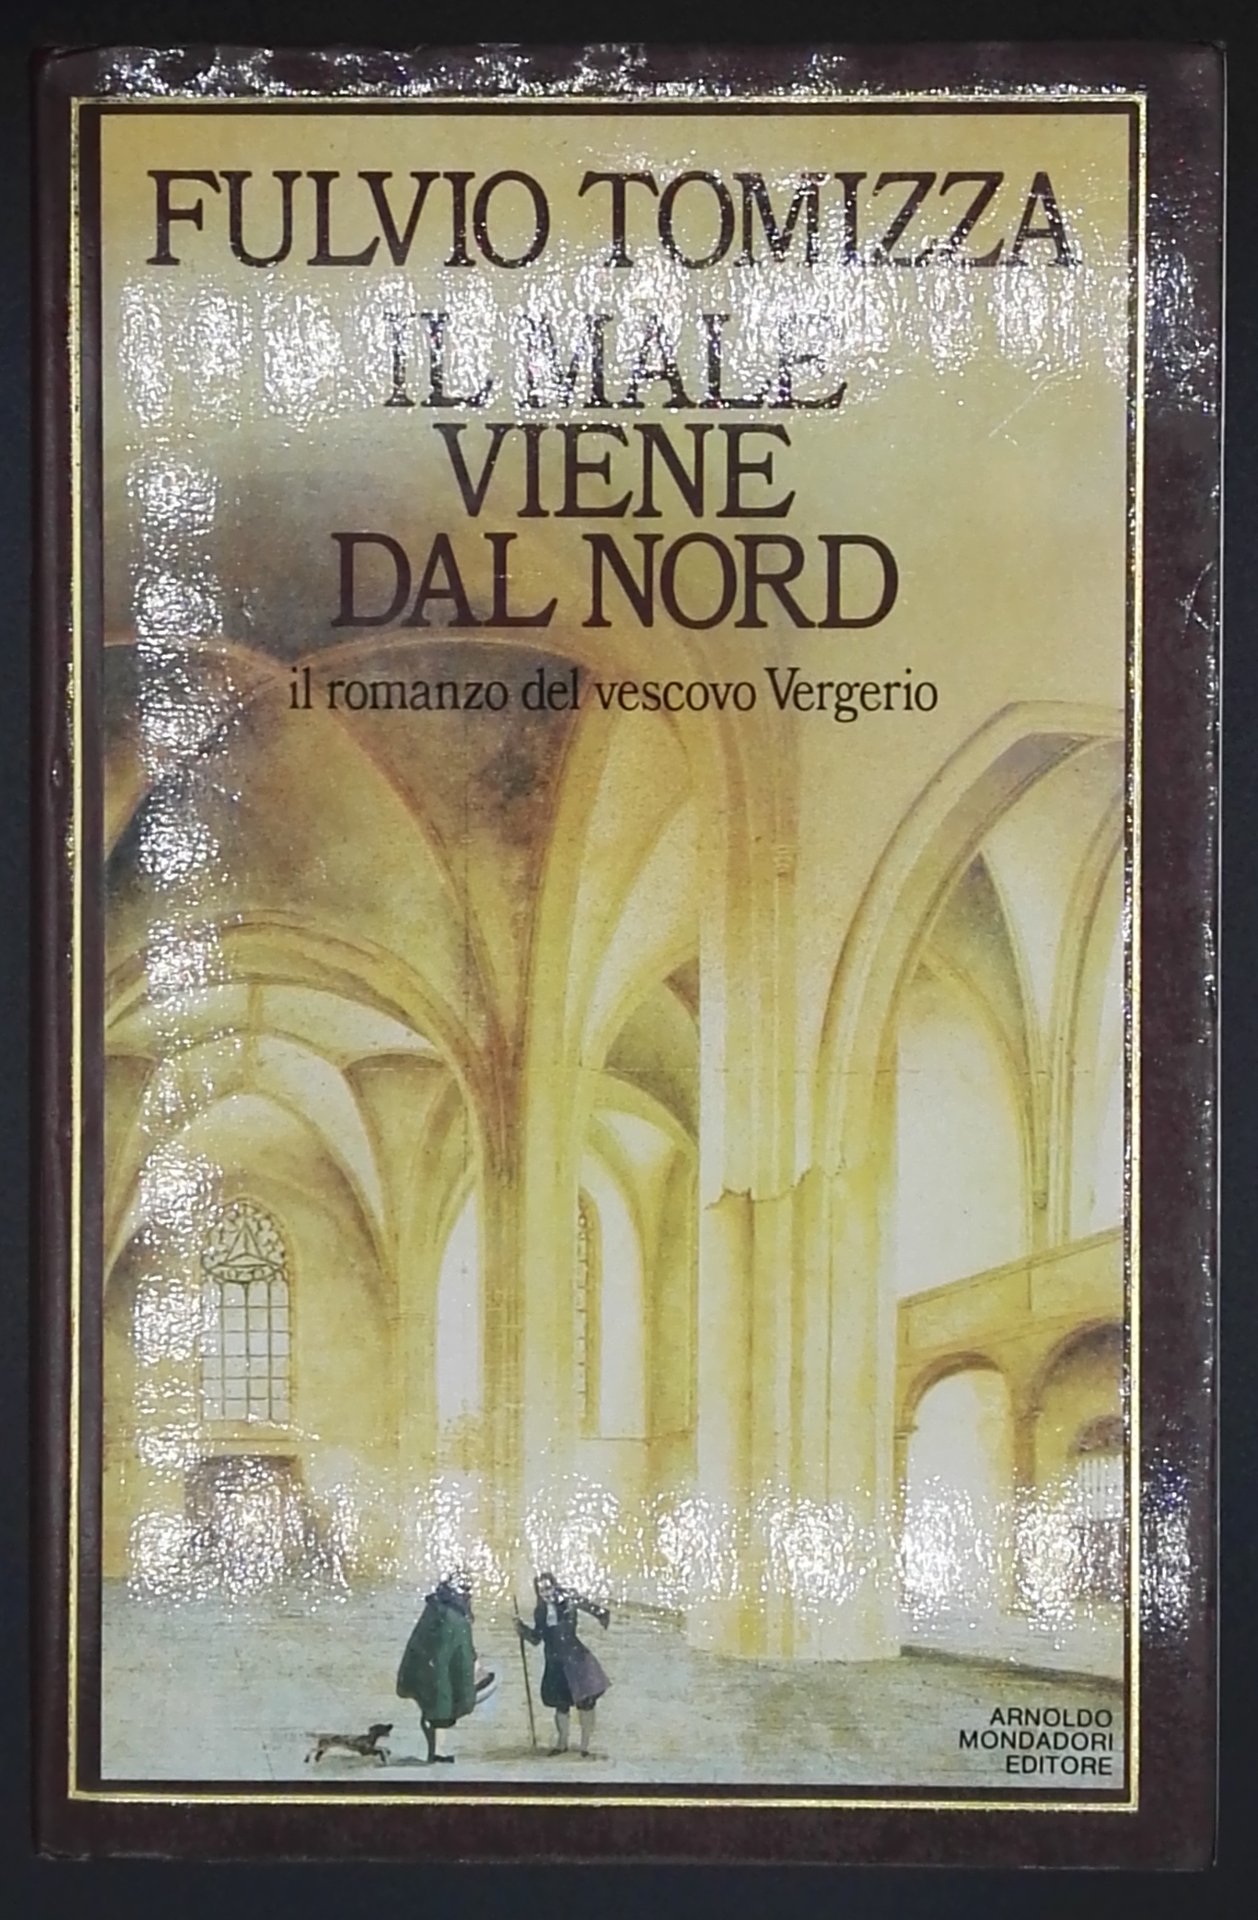 FULVIO TOMIZZA
IL MALE
VIENE
DAL NORD
il romanzo del vescovo Vergerio
ARNOLDO
MONDADORI
EDITORE